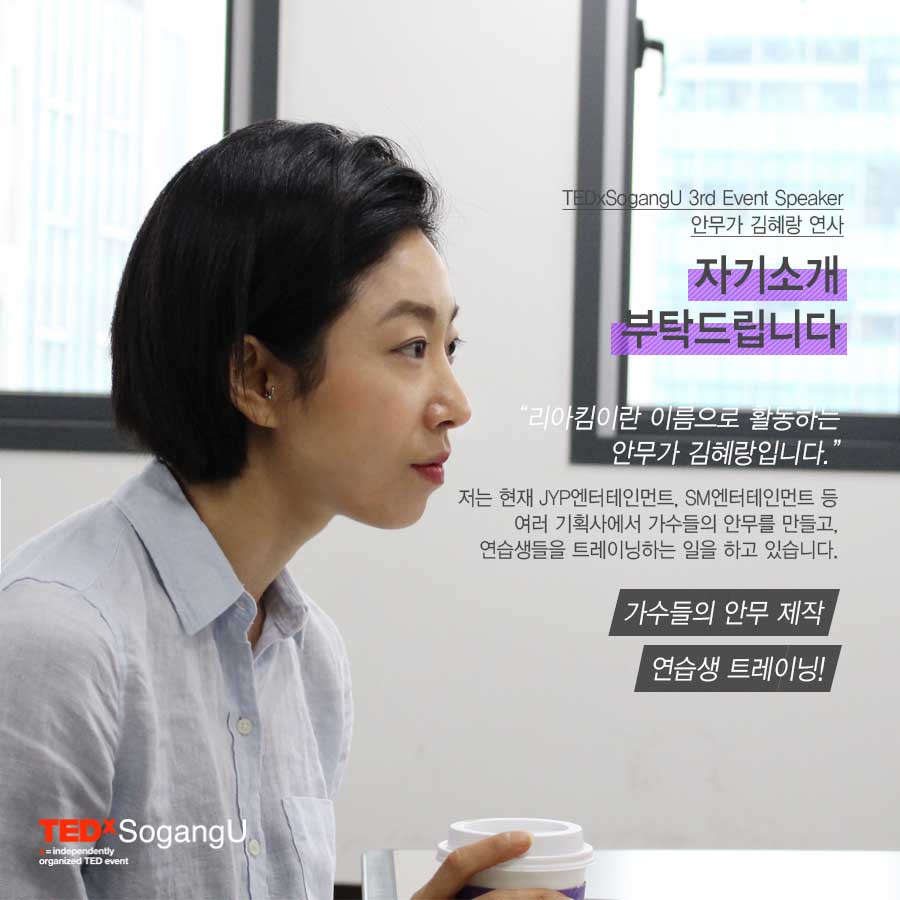 TEDxSogangU 3rd Event Speaker
안무가 김혜랑 연사
자기소개
부탁드립니다
“리아킴이란 이름으로 활동하는
안무가 김혜랑입니다.”
저는 현재 JYP엔터테인먼트, SM엔터테인먼트 등
여러 기획사에서 가수들의 안무를 만들고,
연습생들을 트레이닝하는 일을 하고 있습니다.
가수들의 안무 제작
연습생 트레이닝!
TEDxSogangU
x = independently
organized TED event